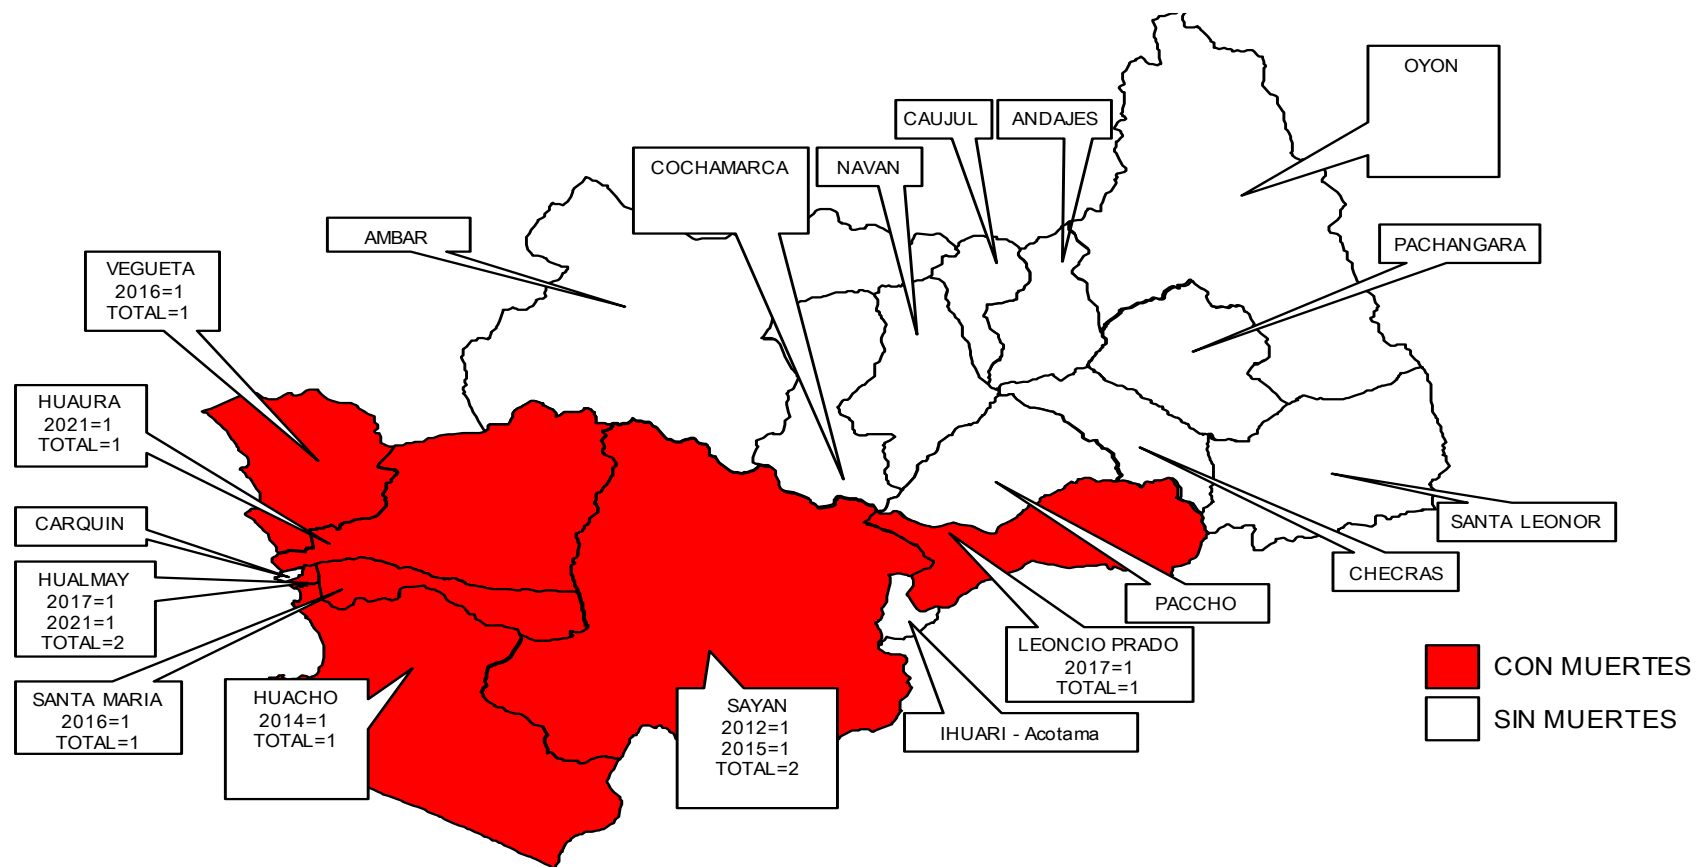 OYON
CAUJUL
ANDAJES
COCHAMARCA
NAVAN
AMBAR
PACHANGARA
VEGUETA
2016=1
TOTAL=1
HUAURA
2021=1
TOTAL=1
CARQUIN
SANTA LEONOR
HUALMAY
2017=1
2021=1
TOTAL=2
CHECRAS
PACCHO
LEONCIO PRADO
2017=1
TOTAL=1
SANTA MARIA
2016=1
TOTAL=1
HUACHO
2014=1
TOTAL=1
SAYAN
2012=1
2015=1
TOTAL=2
IHUARI - Acotama
CON MUERTES
SIN MUERTES